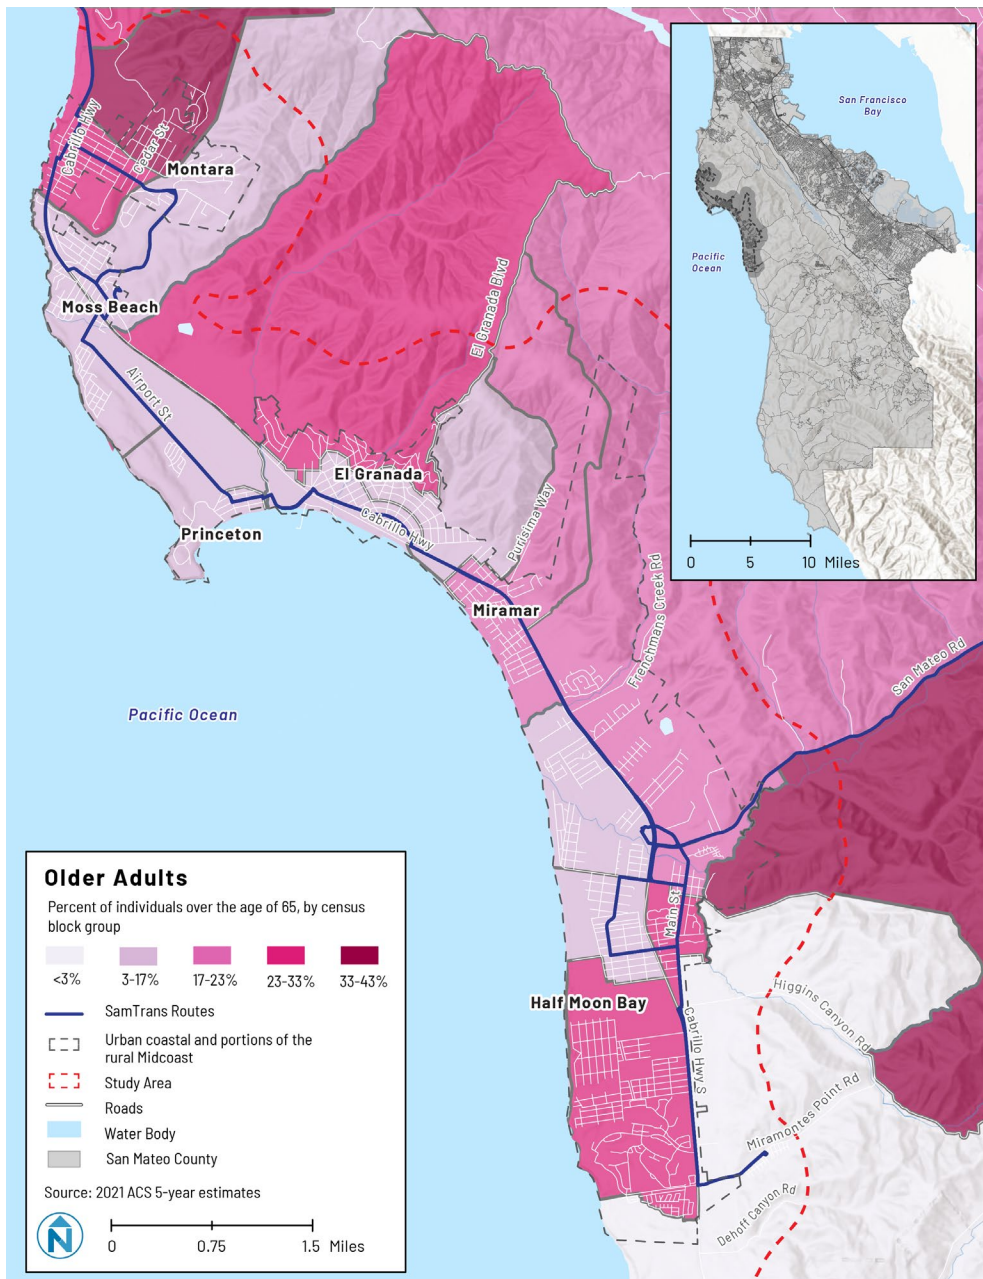 Cabrillo Hwy
Cedar St
Montara
Moss Beach
Airport St
El Granada Blvd
El Granada
Cabrillo Hwy
Princeton
Purisima Way
Miramar
Frenchmans Creek Rd
San Mateo Rd
Pacific Ocean
Main St
Half Moon Bay
Cabrillo Hwy S
Higgins Canyon Rd
Miramontes Point Rd
Dehoff Canyon Rd
San Francisco
Bay
Pacific
Ocean
0 5 10 Miles
Older Adults
Percent of individuals over the age of 65, by census
block group
<3% 3-17% 17-23% 23-33% 33-43%
SamTrans Routes
Urban coastal and portions of the
rural Midcoast
Study Area
Roads
Water Body
San Mateo County
Source: 2021 ACS 5-year estimates
N
0 0.75 1.5 Miles